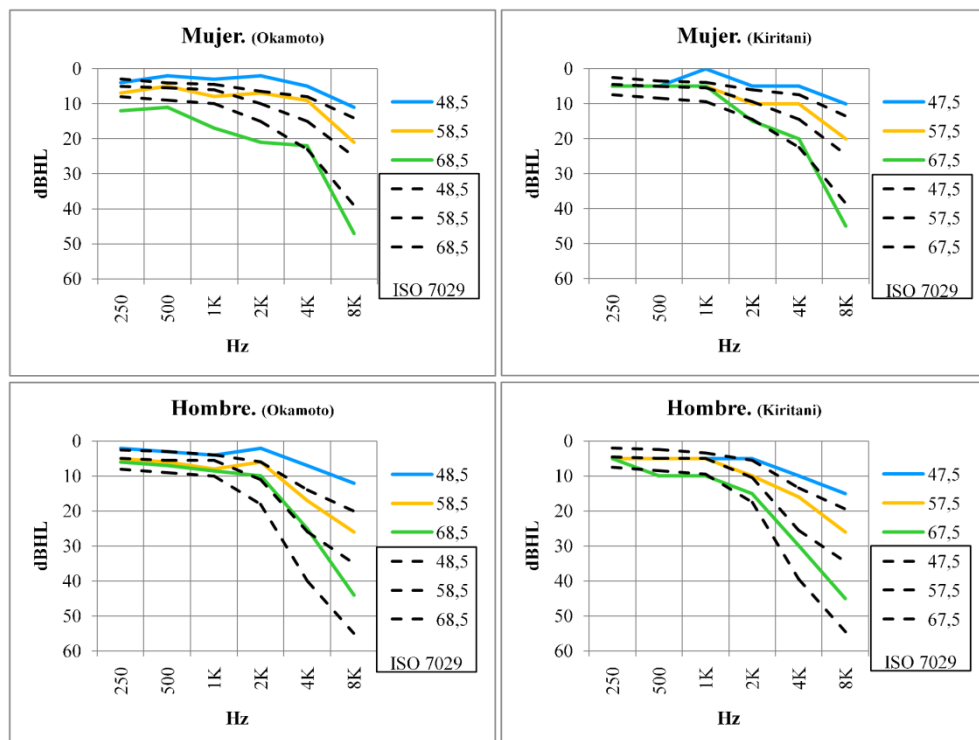 Mujer. (Okamoto)
0
10
20
30
40
50
60
dBHL
250
500
1K
2K
4K
8K
Hz
48,5
58,5
68,5
48,5
58,5
68,5
ISO 7029
Mujer. (Kiritani)
0
10
20
30
40
50
60
dBHL
250
500
1K
2K
4K
8K
Hz
47,5
57,5
67,5
47,5
57,5
67,5
ISO 7029
Hombre. (Okamoto)
0
10
20
30
40
50
60
dBHL
250
500
1K
2K
4K
8K
Hz
48,5
58,5
68,5
48,5
58,5
68,5
ISO 7029
Hombre. (Kiritani)
0
10
20
30
40
50
60
dBHL
250
500
1K
2K
4K
8K
Hz
47,5
57,5
67,5
47,5
57,5
67,5
ISO 7029